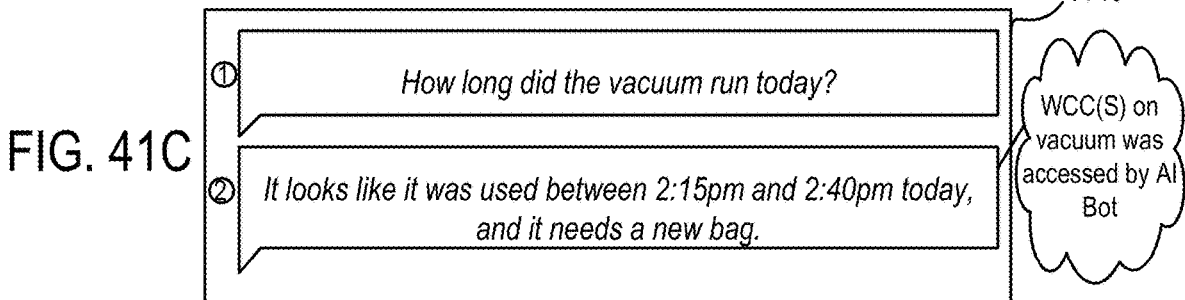 FIG. 41C
① How long did the vacuum run today?
② It looks like it was used between 2:15pm and 2:40pm today,
and it needs a new bag.
WCC(S) on
vacuum was
accessed by AI
Bot